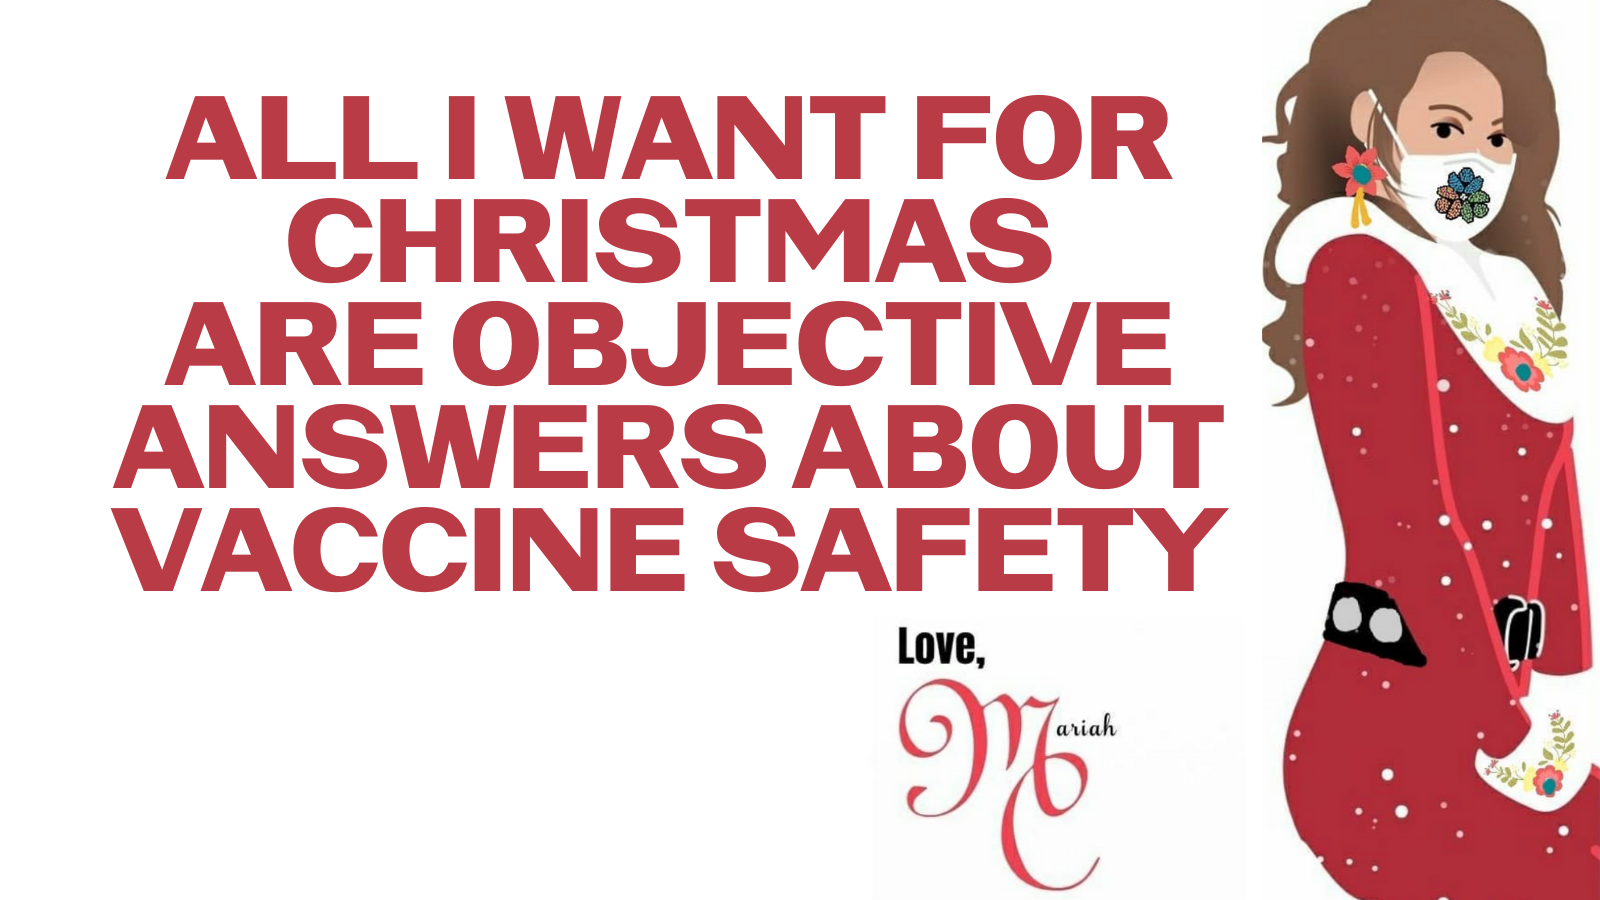 ALL I WANT FOR
CHRISTMAS
ARE OBJECTIVE
ANSWERS ABOUT
VACCINE SAFETY
Love,
Mariah
C